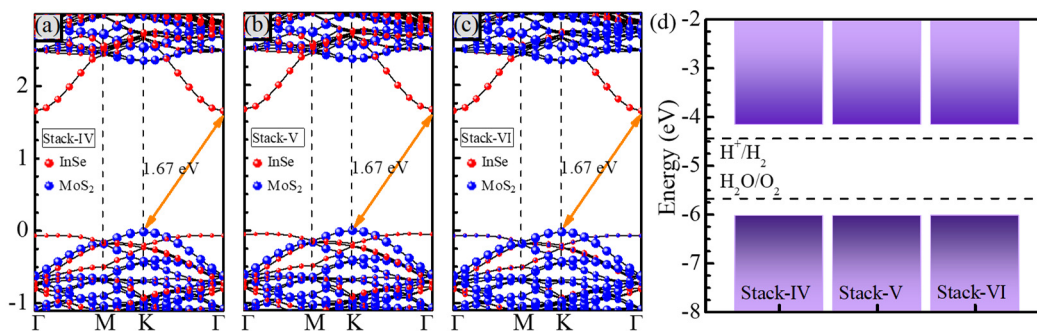 (a)
2
1
0
-1
Stack-IV
InSe
MoS2
1.67 eV
Γ M K Γ
(b)
Stack-V
InSe
MoS2
1.67 eV
Γ M K Γ
(c)
Stack-VI
InSe
MoS2
1.67 eV
Γ M K Γ
(d)
Energy (eV)
-2
-3
-4
-5
-6
-7
-8
H+/H2
H2O/O2
Stack-IV Stack-V Stack-VI